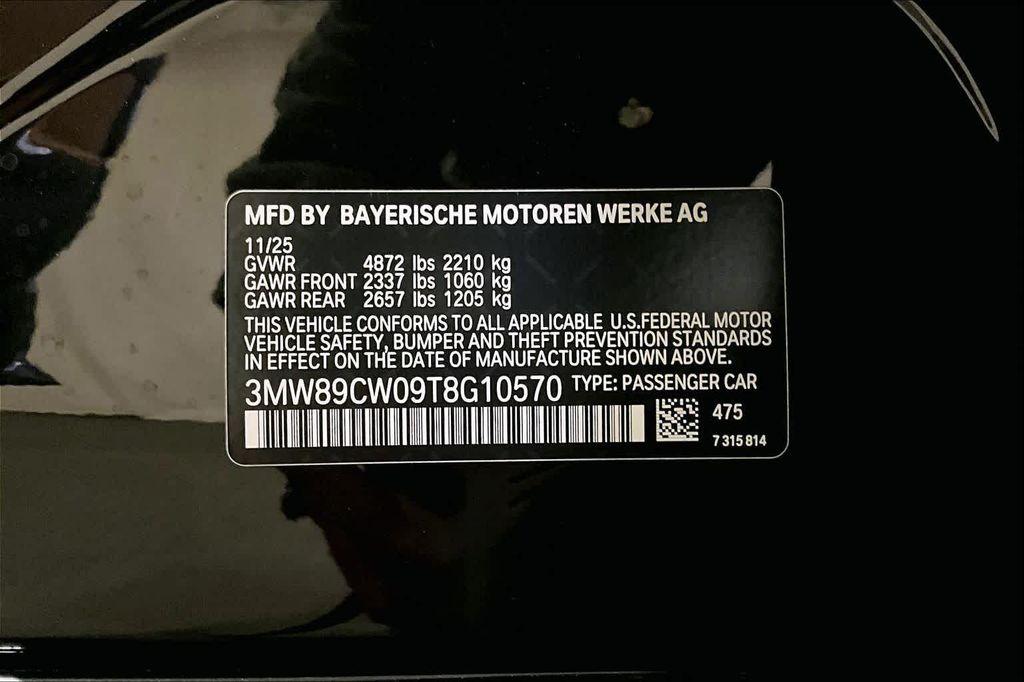 MFD BY BAYERISCHE MOTOREN WERKE AG
11/25
GVWR 4872 lbs 2210 kg
GAWR FRONT 2337 lbs 1060 kg
GAWR REAR 2657 lbs 1205 kg
THIS VEHICLE CONFORMS TO ALL APPLICABLE U.S.FEDERAL MOTOR
VEHICLE SAFETY, BUMPER AND THEFT PREVENTION STANDARDS
IN EFFECT ON THE DATE OF MANUFACTURE SHOWN ABOVE.
3MW89CW09T8G10570 TYPE: PASSENGER CAR
475
7 315 814